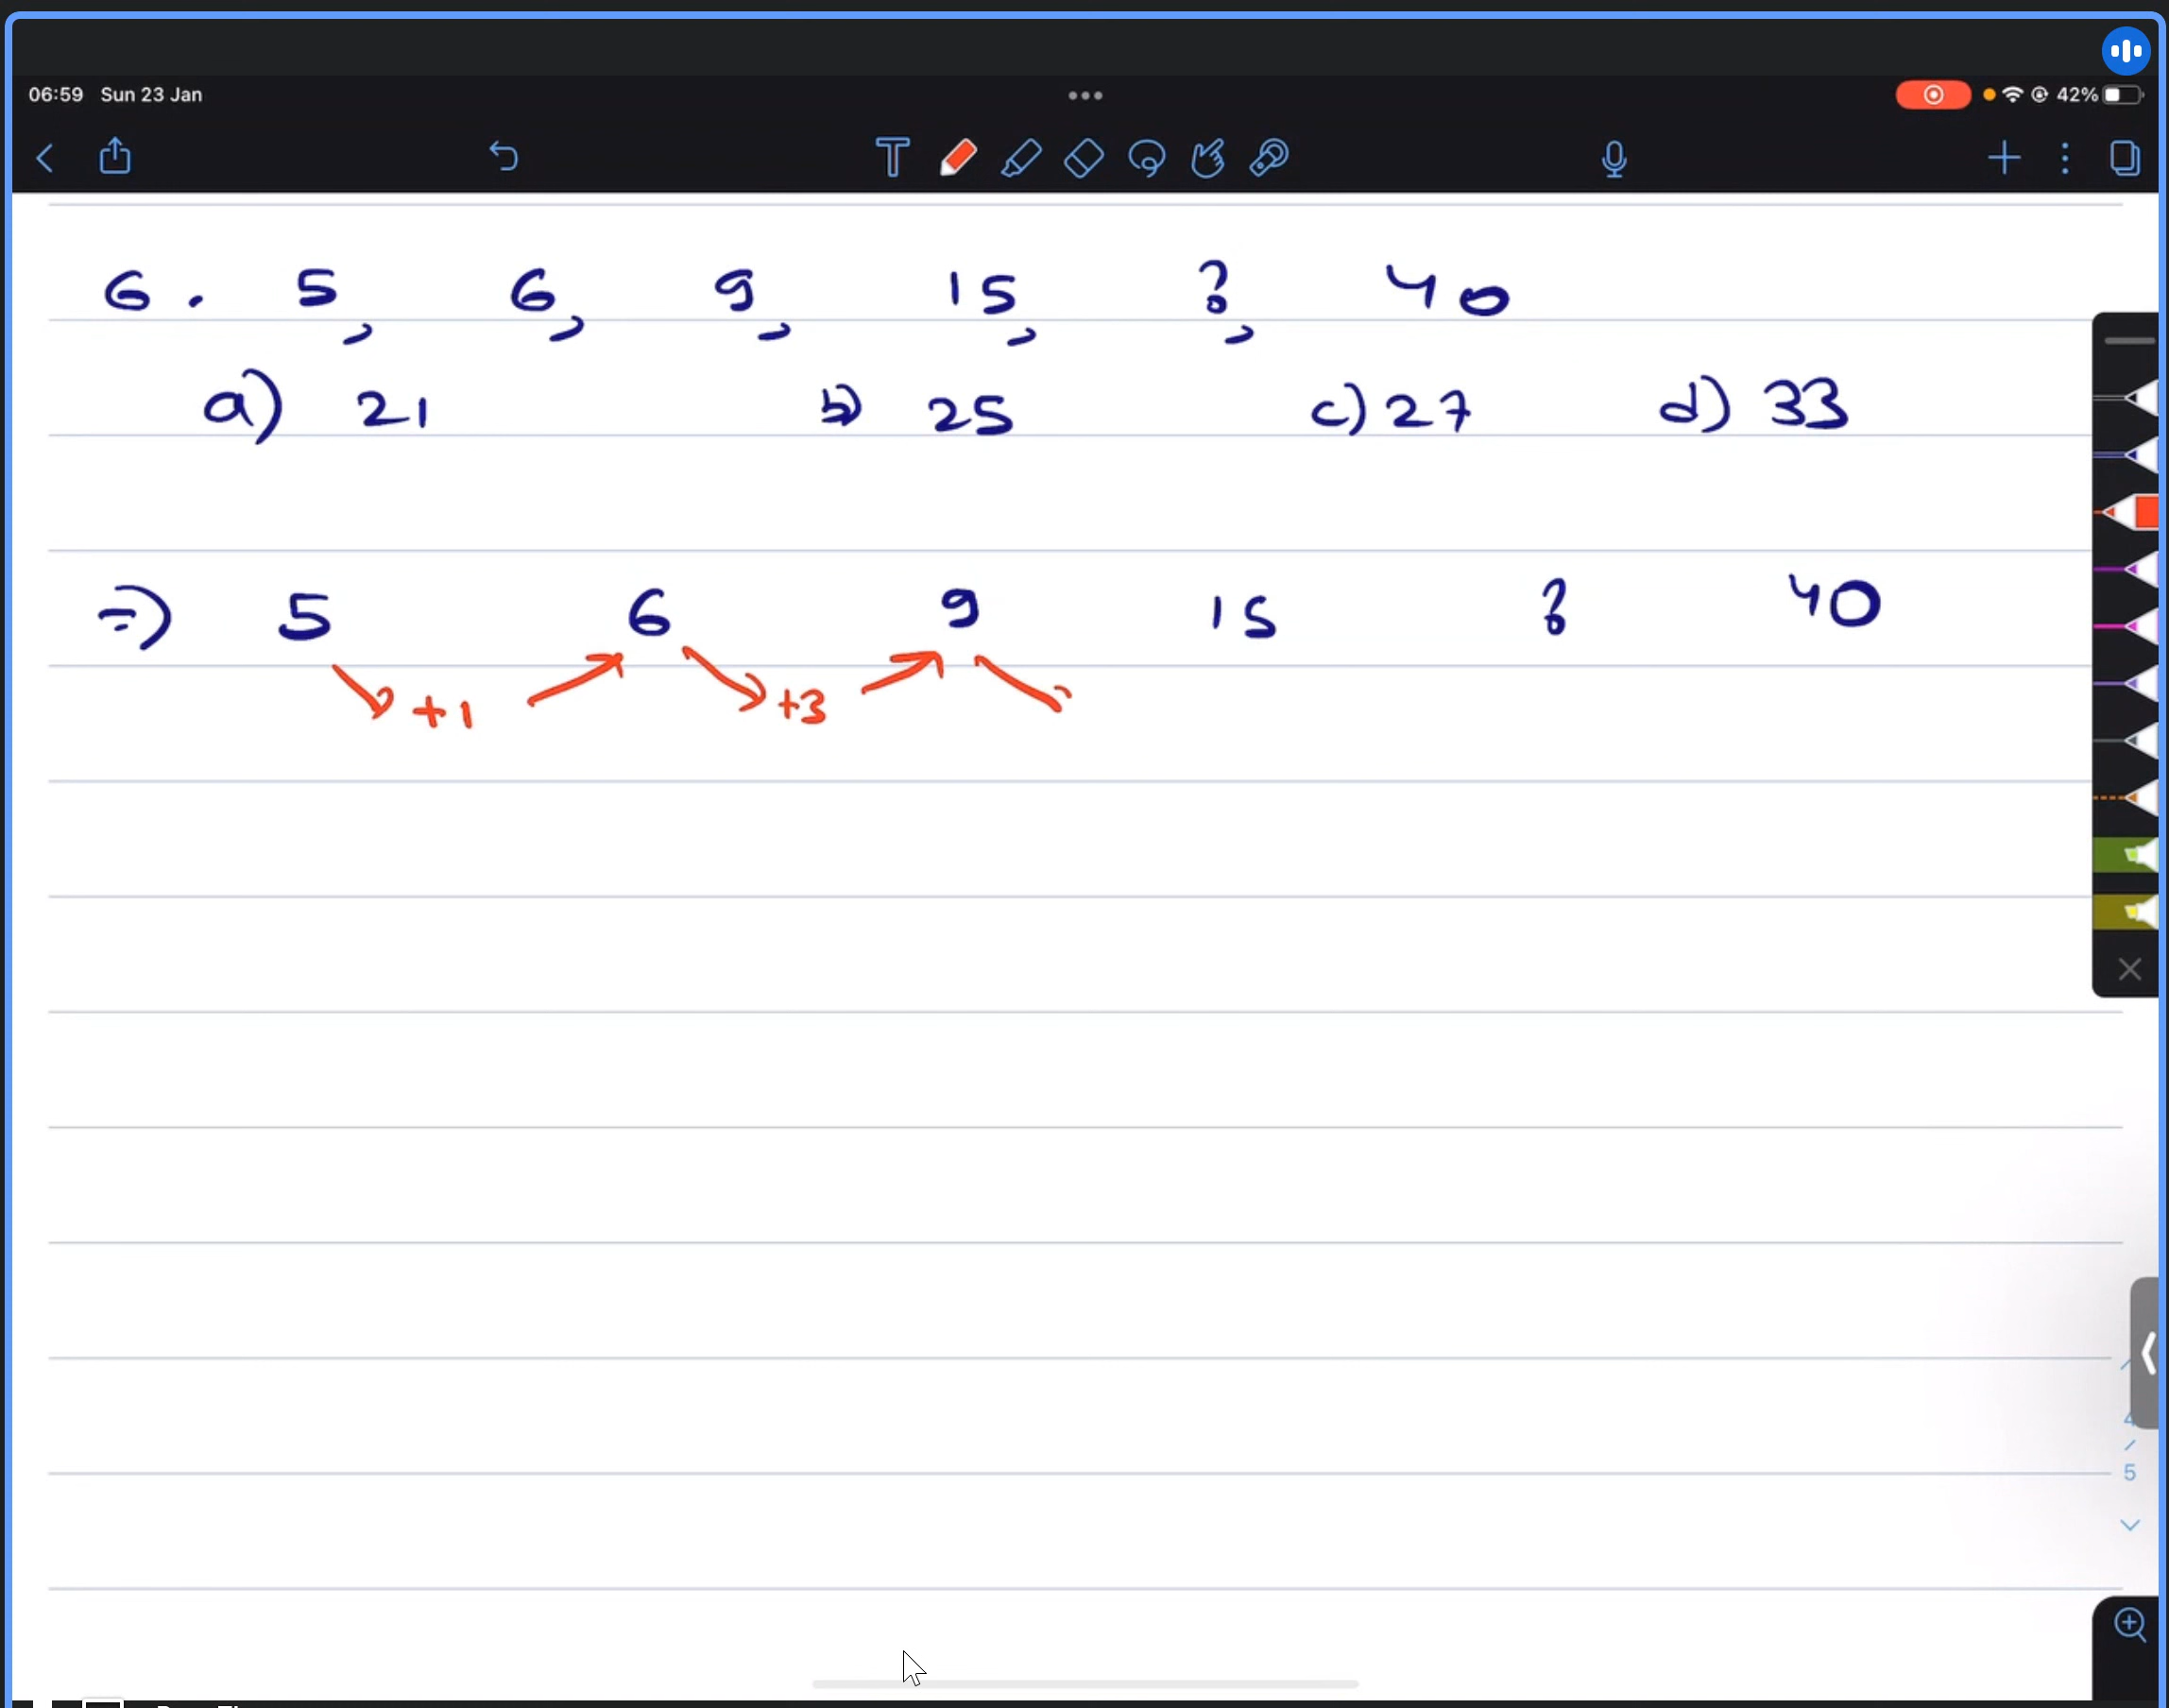 06:59 Sun 23 Jan 42%
6. 5, 6, 9, 15, ?, 40
a) 21 b) 25 c) 27 d) 33
⇒) 5 6 9 15 ? 40
+1 +3
4
5